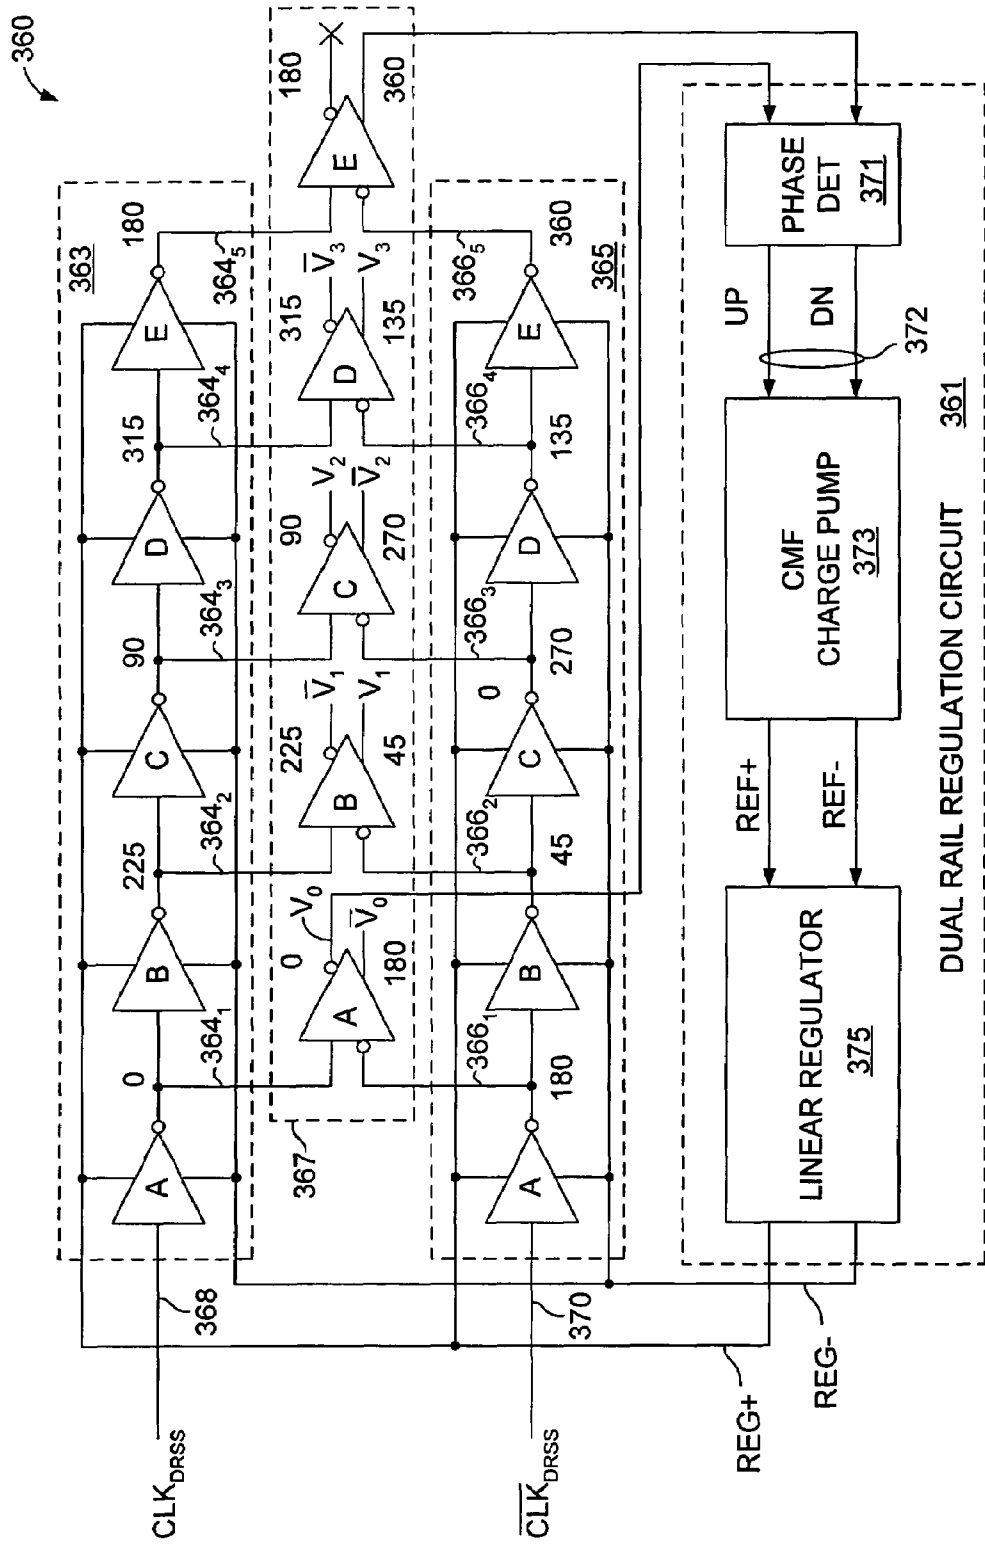 360
363
A
B
C
D
E
0
225
90
315
180
364₁
364₂
364₃
364₄
364₅
367
A
B
C
D
E
0
V₀
V̅₀
180
225
V̅₁
V₁
45
90
V₂
V̅₂
270
315
V̅₃
V₃
135
180
360
365
A
B
C
D
E
180
45
0
270
135
360
366₁
366₂
366₃
366₄
366₅
CLK_DRSS
368
C̅L̅K̅_DRSS
370
REG+
REG-
LINEAR REGULATOR
375
REF+
REF-
CMF
CHARGE PUMP
373
UP
DN
372
PHASE
DET
371
361
DUAL RAIL REGULATION CIRCUIT